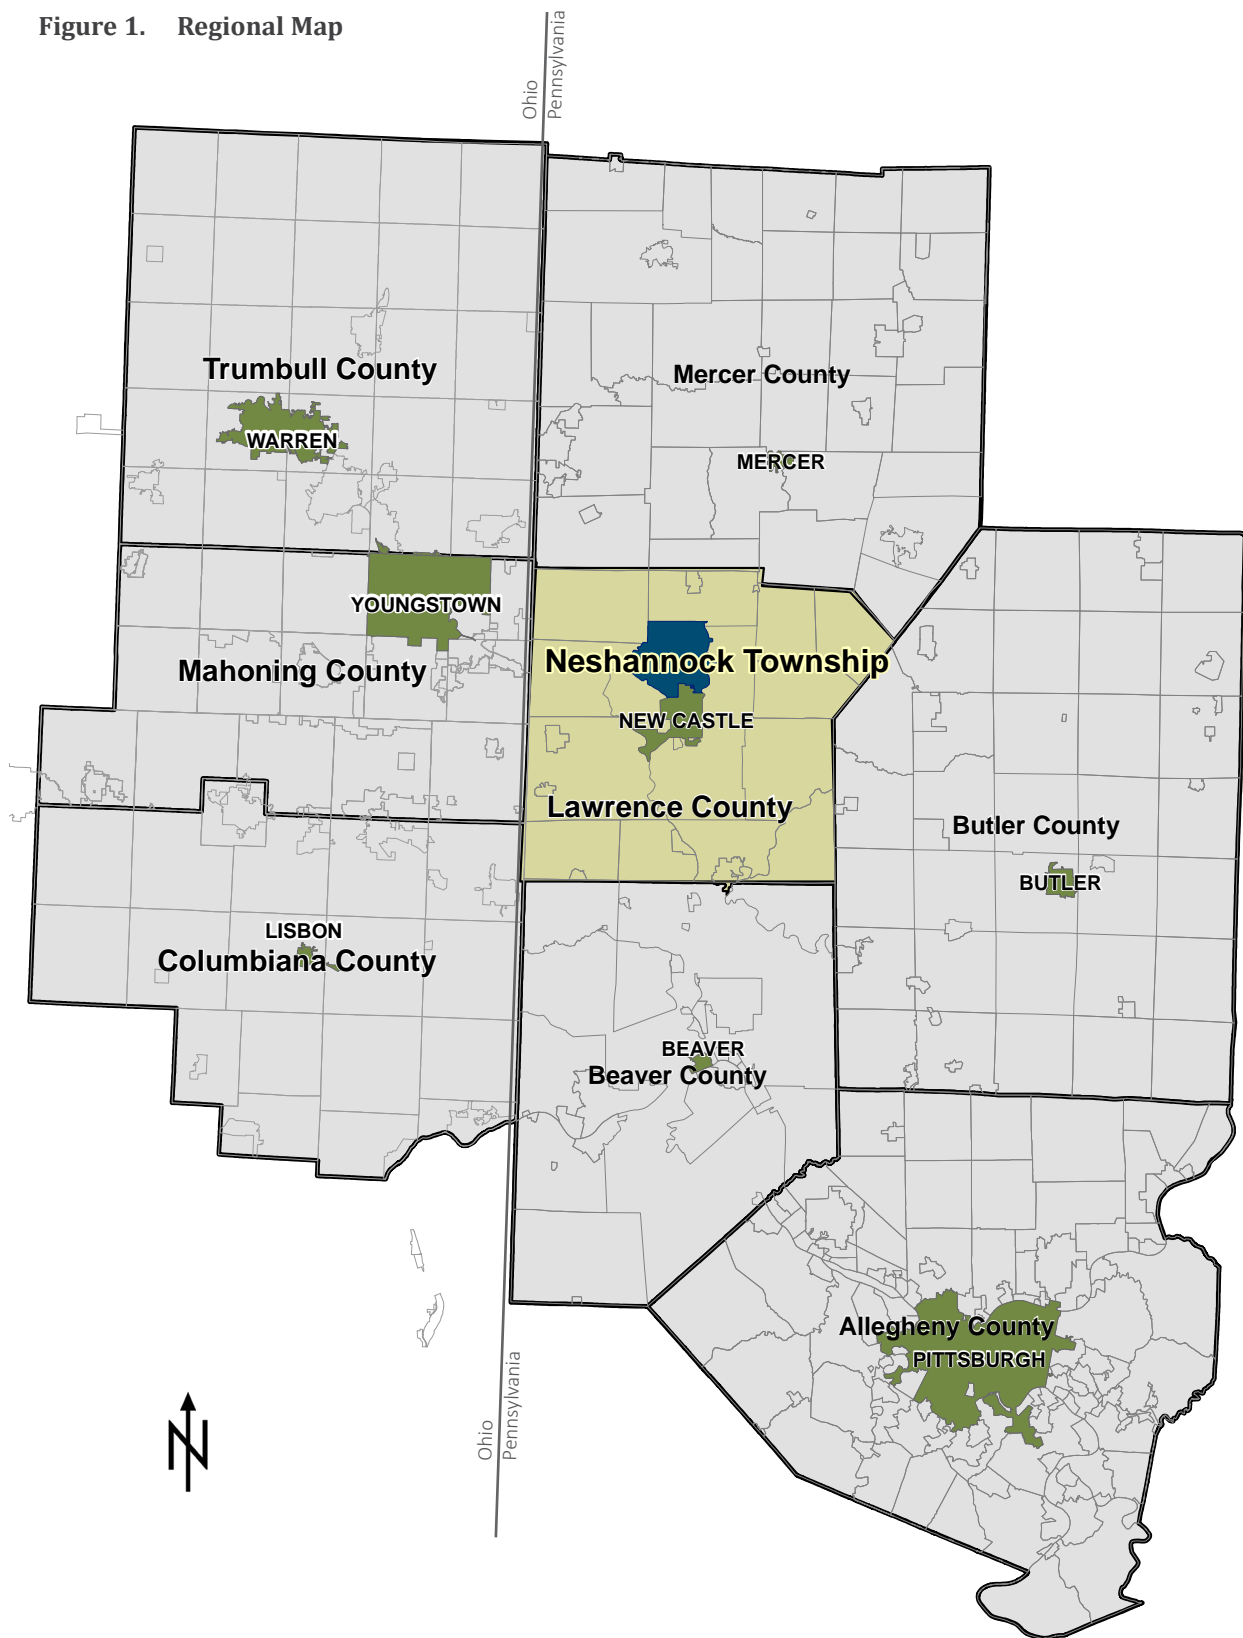 Figure 1. Regional Map
Ohio
Pennsylvania
Trumbull County
WARREN
Mercer County
MERCER
YOUNGSTOWN
Mahoning County
Neshannock Township
NEW CASTLE
Lawrence County
Butler County
BUTLER
LISBON
Columbiana County
BEAVER
Beaver County
Allegheny County
PITTSBURGH
Ohio
Pennsylvania
N